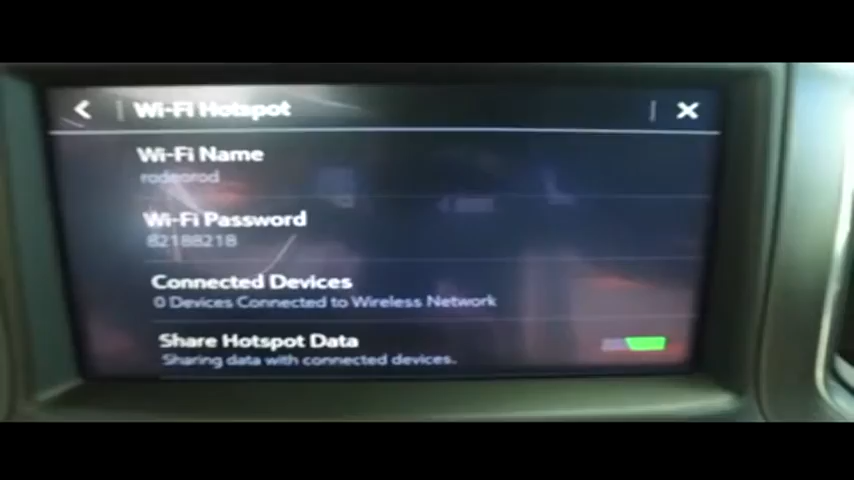 Wi-Fi Hotspot
Wi-Fi Name
rodeorod
Wi-Fi Password
82188218
Connected Devices
0 Devices Connected to Wireless Network
Share Hotspot Data
Sharing data with connected devices.